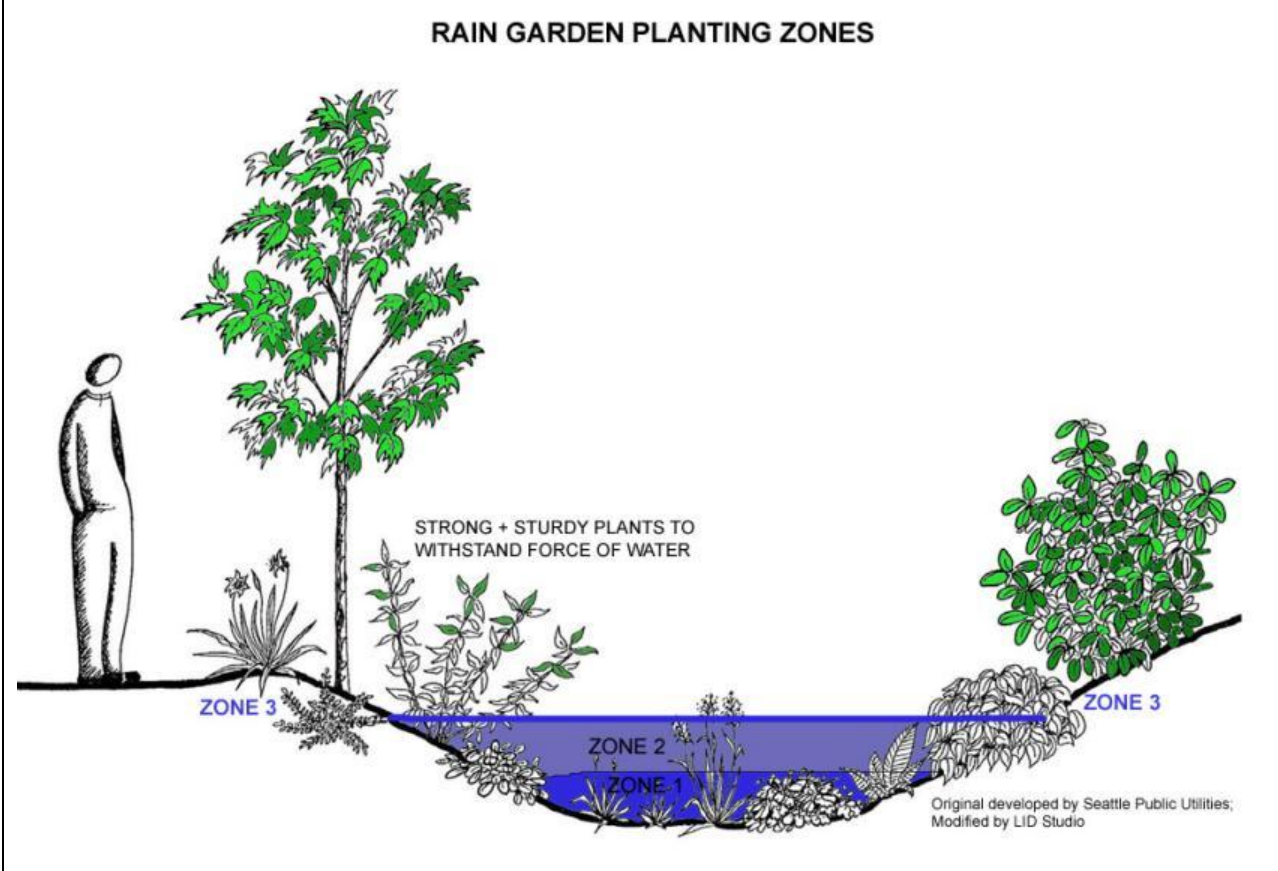 RAIN GARDEN PLANTING ZONES
STRONG + STURDY PLANTS TO
WITHSTAND FORCE OF WATER
ZONE 3
ZONE 3
ZONE 2
ZONE 1
Original developed by Seattle Public Utilities;
Modified by LID Studio